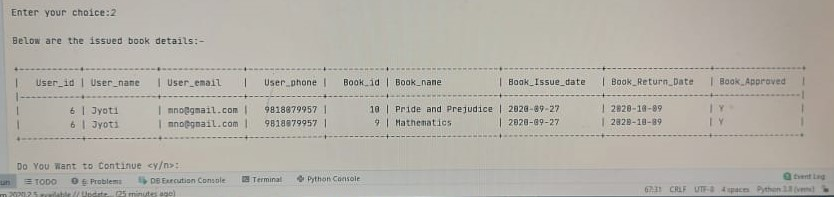 Enter your choice:2
Below are the issued book details:-
| User_id | User_name | User_email | User_phone | Book_id | Book_name | Book_Issue_date | Book_Return_Date | Book_Approved |
| 6 | Jyoti | mno@gmail.com | 9818079957 | 10 | Pride and Prejudice | 2020-09-27 | 2020-10-09 | Y |
| 6 | Jyoti | mno@gmail.com | 9818079957 | 9 | Mathematics | 2020-09-27 | 2020-10-09 | Y |
Do You Want to Continue <y/n>:
TODO 6: Problems DB Execution Console Terminal Python Console Event Log
2020.2.5 available // Update... (25 minutes ago) 67:31 CRLF UTF-8 4 spaces Python 3.8 (venv)